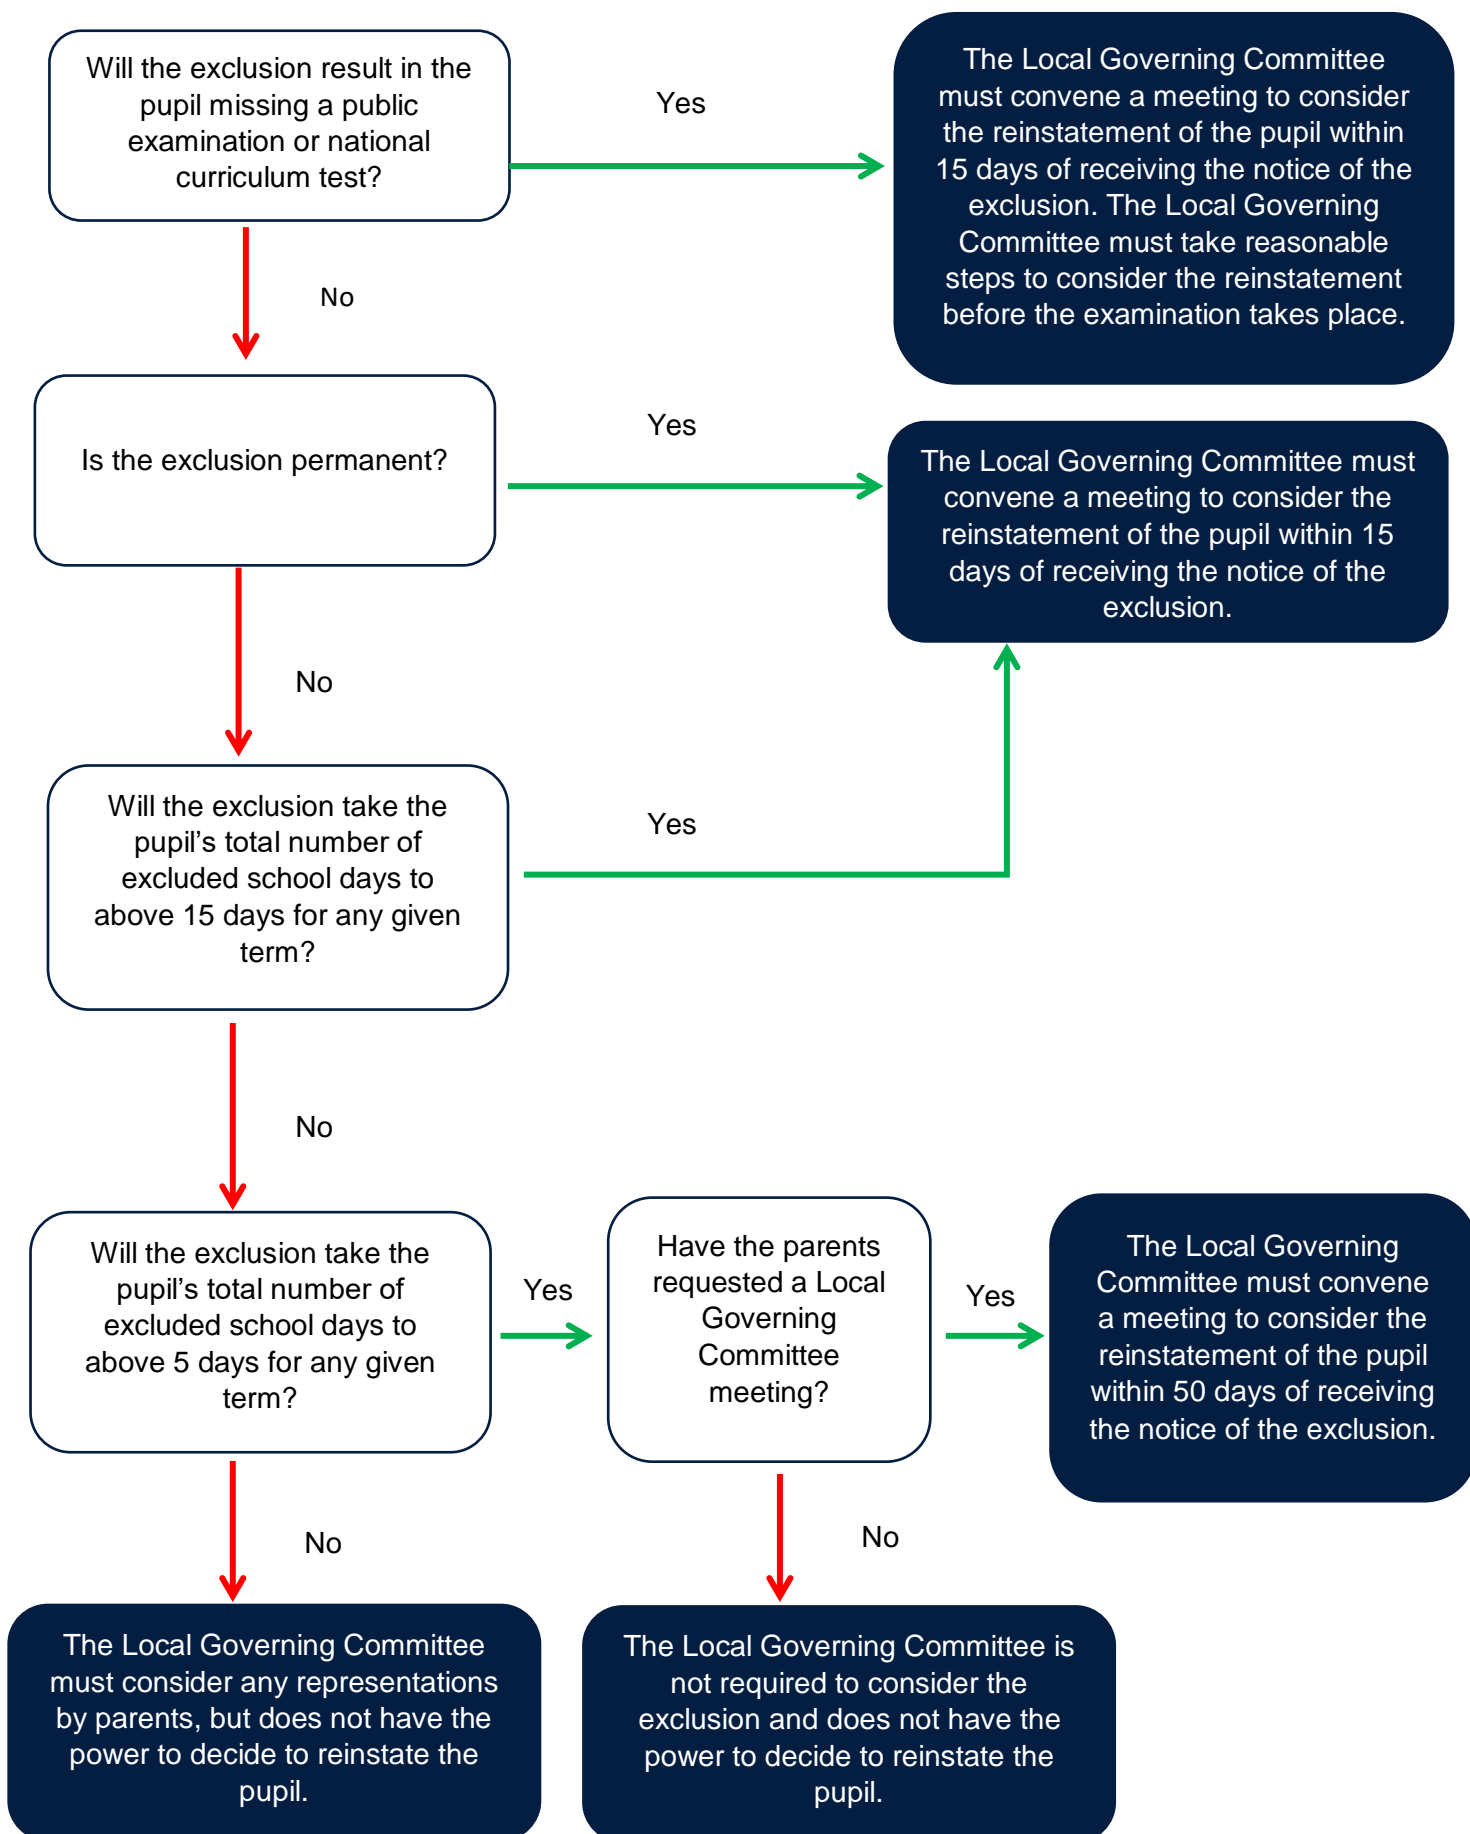 Will the exclusion result in the
pupil missing a public
examination or national
curriculum test?
Yes
The Local Governing Committee
must convene a meeting to consider
the reinstatement of the pupil within
15 days of receiving the notice of the
exclusion. The Local Governing
Committee must take reasonable
steps to consider the reinstatement
before the examination takes place.
No
Is the exclusion permanent?
Yes
The Local Governing Committee must
convene a meeting to consider the
reinstatement of the pupil within 15
days of receiving the notice of the
exclusion.
No
Will the exclusion take the
pupil’s total number of
excluded school days to
above 15 days for any given
term?
Yes
No
Will the exclusion take the
pupil’s total number of
excluded school days to
above 5 days for any given
term?
Yes
Have the parents
requested a Local
Governing
Committee
meeting?
Yes
The Local Governing
Committee must convene
a meeting to consider the
reinstatement of the pupil
within 50 days of receiving
the notice of the exclusion.
No
No
The Local Governing Committee
must consider any representations
by parents, but does not have the
power to decide to reinstate the
pupil.
The Local Governing Committee is
not required to consider the
exclusion and does not have the
power to decide to reinstate the
pupil.